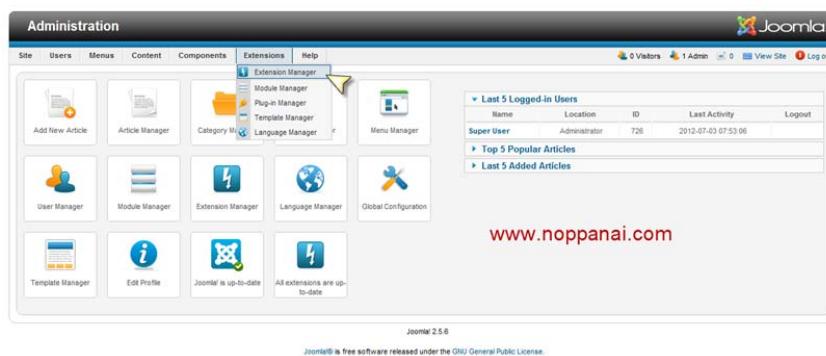 Administration
Joomla
Site Users Menus Content Components Extensions Help
0 Visitors 1 Admin 0 View Site Log o
Extension Manager
Module Manager
Plug-in Manager
Template Manager
Language Manager
Add New Article
Article Manager
Category M
r
Menu Manager
User Manager
Module Manager
Extension Manager
Language Manager
Global Configuration
Template Manager
Edit Profile
Joomla! is up-to-date
All extensions are up-
to-date
Last 5 Logged-in Users
Name Location ID Last Activity Logout
Super User Administrator 726 2012-07-03 07:53:06
Top 5 Popular Articles
Last 5 Added Articles
www.noppanai.com
Joomla! 2.5.6
Joomla!® is free software released under the GNU General Public License.